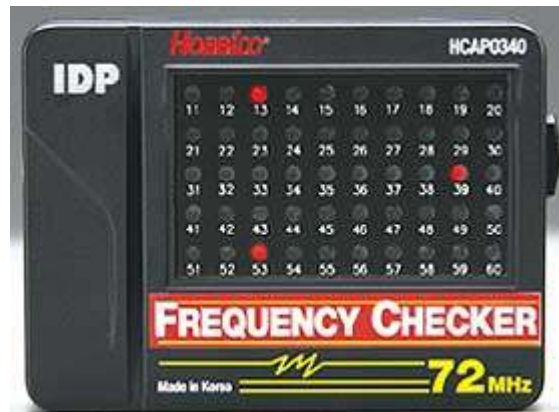 HOBBICO HCAP0340
IDP
11 12 13 14 15 16 17 18 19 20
21 22 23 24 25 26 27 28 29 30
31 32 33 34 35 36 37 38 39 40
41 42 43 44 45 46 47 48 49 50
51 52 53 54 55 56 57 58 59 60
FREQUENCY CHECKER
Made in Korea 72 MHz